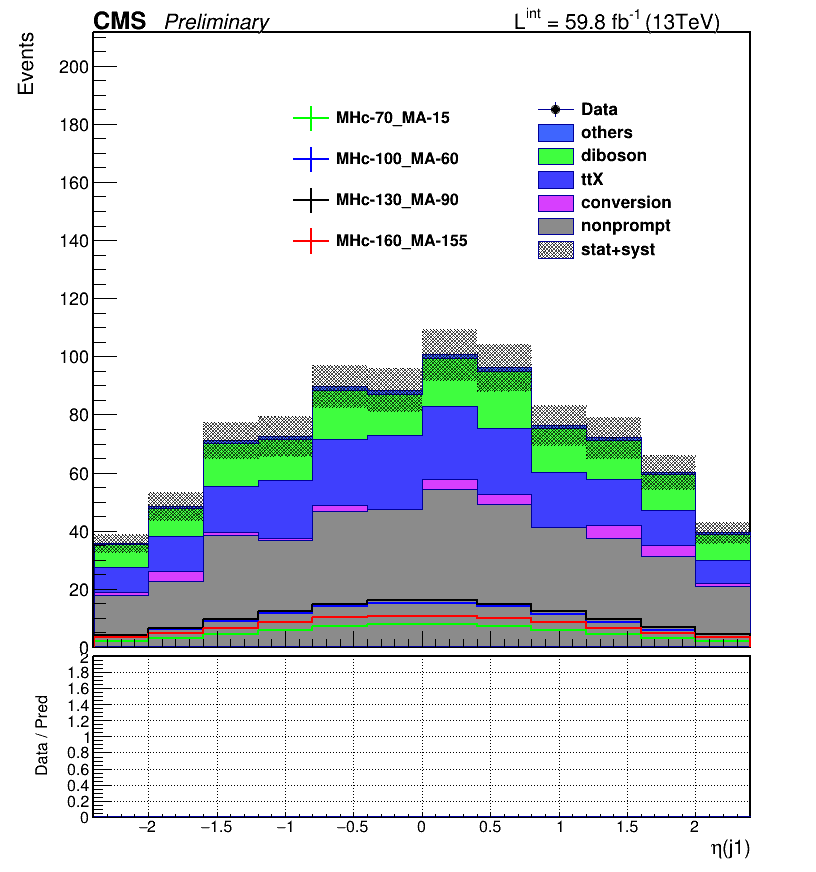 CMS Preliminary L^int = 59.8 fb^-1 (13TeV)
Events
200
180
160
140
120
100
80
60
40
20
0
MHc-70_MA-15
MHc-100_MA-60
MHc-130_MA-90
MHc-160_MA-155
Data
others
diboson
ttX
conversion
nonprompt
stat+syst
Data / Pred
2
1.8
1.6
1.4
1.2
1
0.8
0.6
0.4
0.2
0
−2 −1.5 −1 −0.5 0 0.5 1 1.5 2
η(j1)